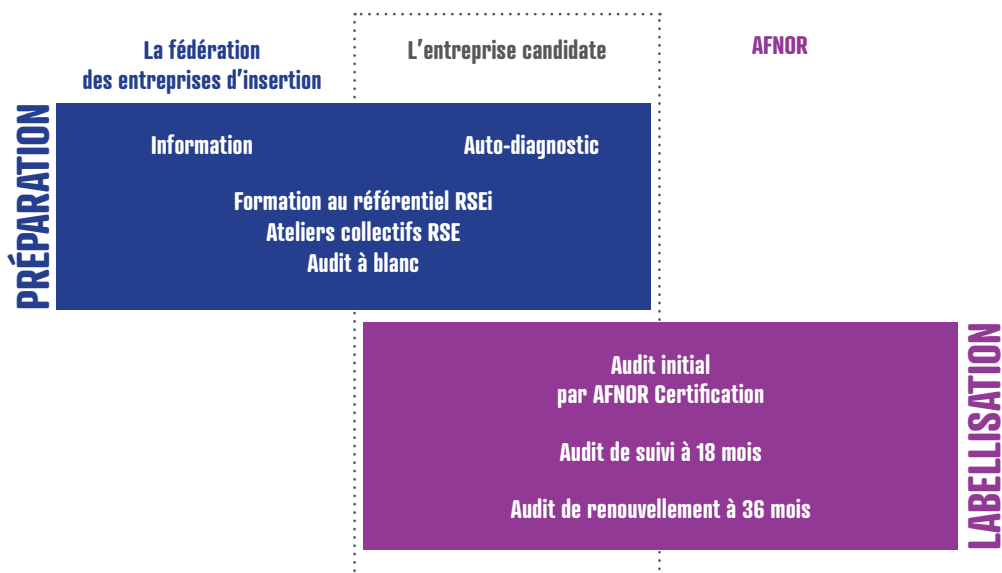 La fédération
des entreprises d'insertion
L'entreprise candidate
AFNOR
PRÉPARATION
Information
Auto-diagnostic
Formation au référentiel RSEi
Ateliers collectifs RSE
Audit à blanc
Audit initial
par AFNOR Certification
Audit de suivi à 18 mois
Audit de renouvellement à 36 mois
LABELLISATION